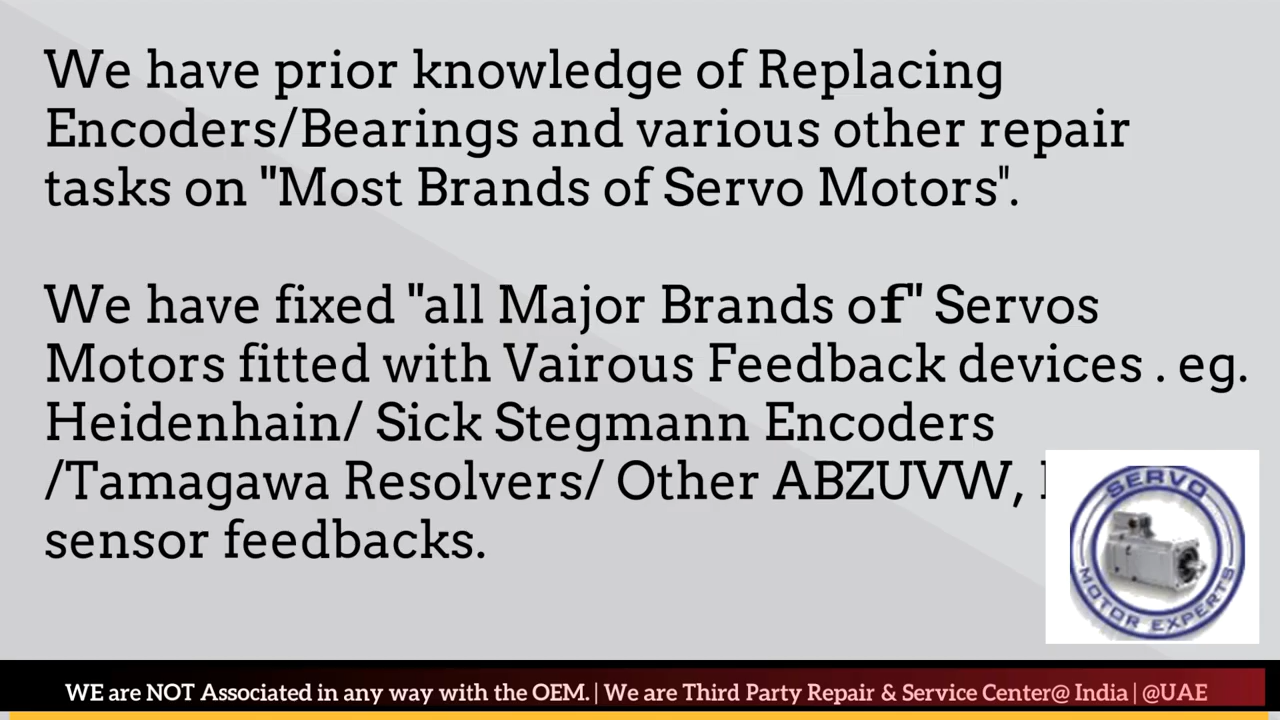 We have prior knowledge of Replacing
Encoders/Bearings and various other repair
tasks on "Most Brands of Servo Motors".
We have fixed "all Major Brands of" Servos
Motors fitted with Vairous Feedback devices . eg.
Heidenhain/ Sick Stegmann Encoders
/Tamagawa Resolvers/ Other ABZUVW,
sensor feedbacks.
SERVO
MOTOR EXPERTS
WE are NOT Associated in any way with the OEM. | We are Third Party Repair & Service Center@ India | @UAE